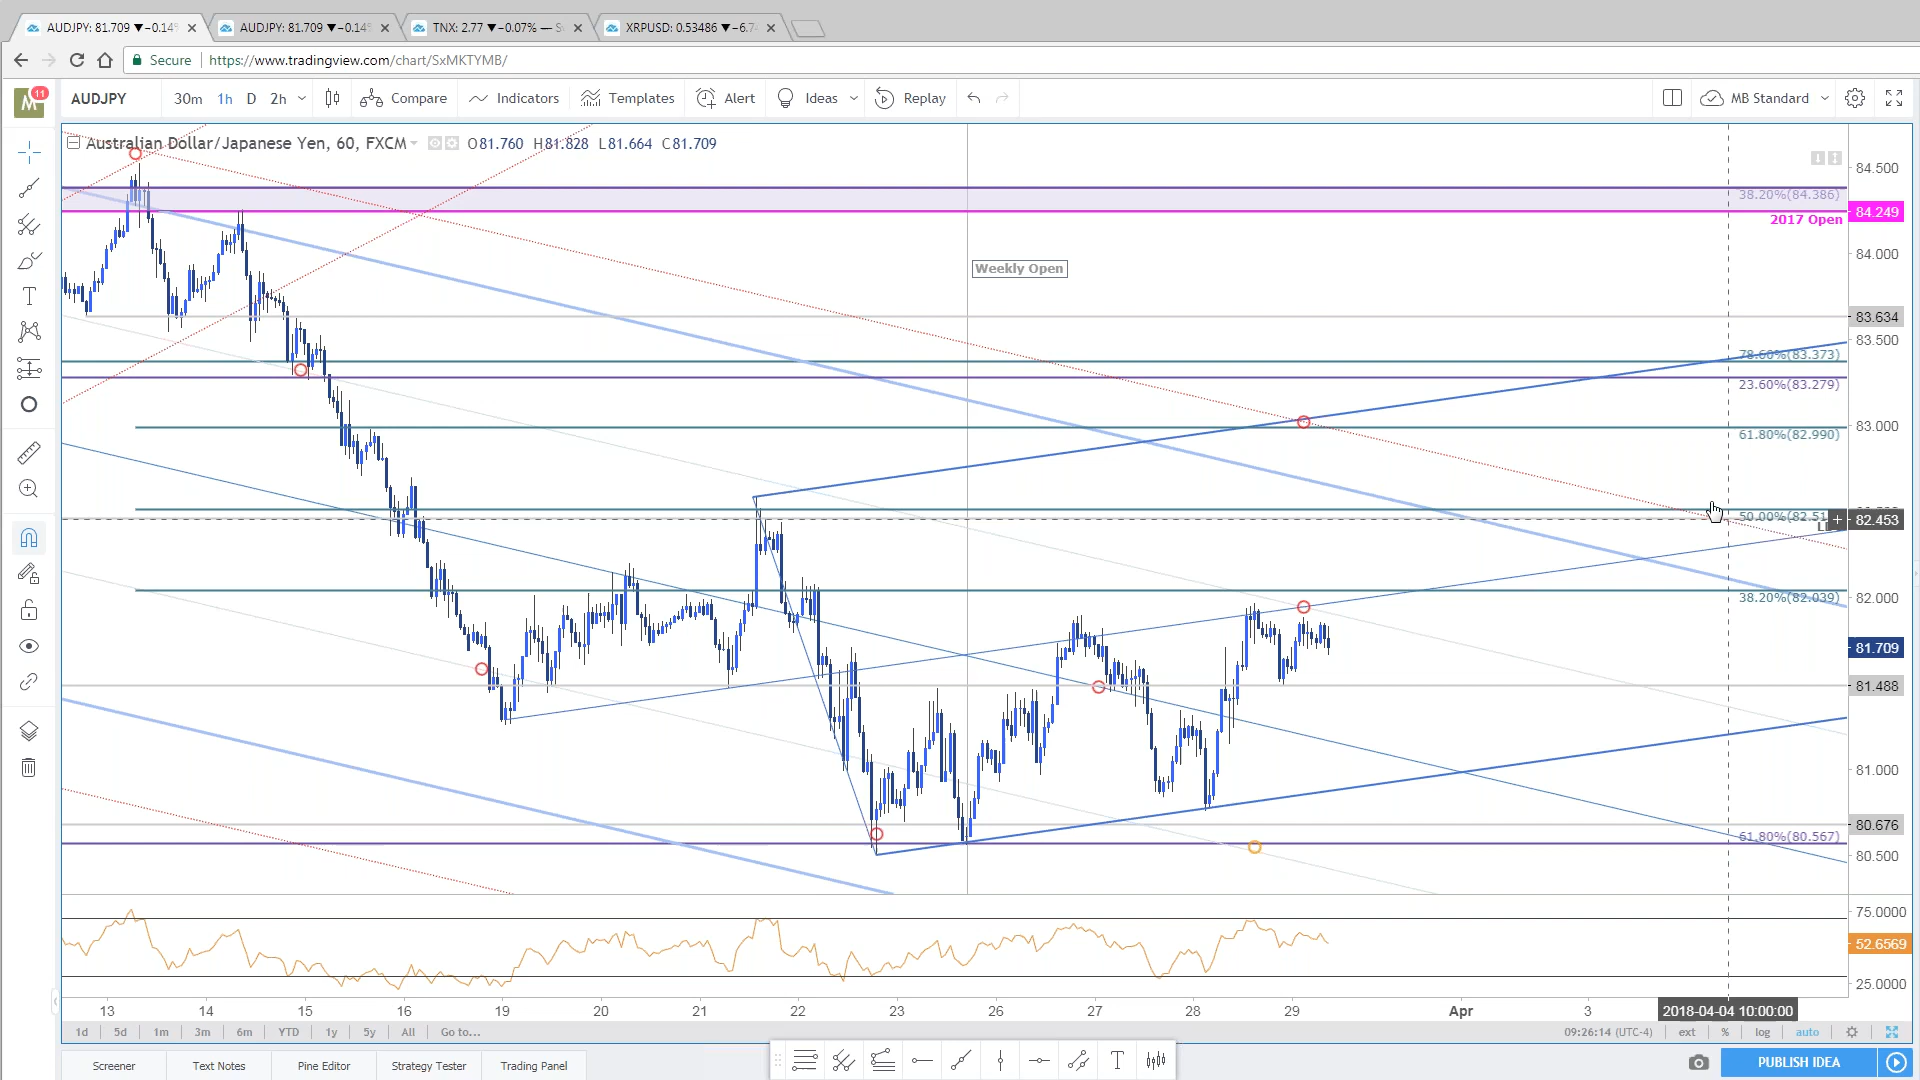 AUDJPY: 81.709 ▼−0.14%
AUDJPY: 81.709 ▼−0.14%
TNX: 2.77 ▼−0.07% —
XRPUSD: 0.53486 ▼−6.7
Secure
https://www.tradingview.com/chart/SxMKTYMB/
M
11
AUDJPY
30m 1h D 2h
Compare
Indicators
Templates
Alert
Ideas
Replay
MB Standard
Australian Dollar/Japanese Yen, 60, FXCM
O81.760 H81.828 L81.664 C81.709
84.500
38.20%(84.386)
84.249
2017 Open
84.000
Weekly Open
83.634
83.500
78.60%(83.373)
23.60%(83.279)
83.000
61.80%(82.990)
50.00%(82.51
82.453
82.000
38.20%(82.039)
81.709
81.488
81.000
80.676
61.80%(80.567)
80.500
75.0000
52.6569
25.0000
13 14 15 16 19 20 21 22 23 26 27 28 29 Apr 3
2018-04-04 10:00:00
1d 5d 1m 3m 6m YTD 1y 5y All Go to...
09:26:14 (UTC-4) ext % log auto
Screener
Text Notes
Pine Editor
Strategy Tester
Trading Panel
T
PUBLISH IDEA